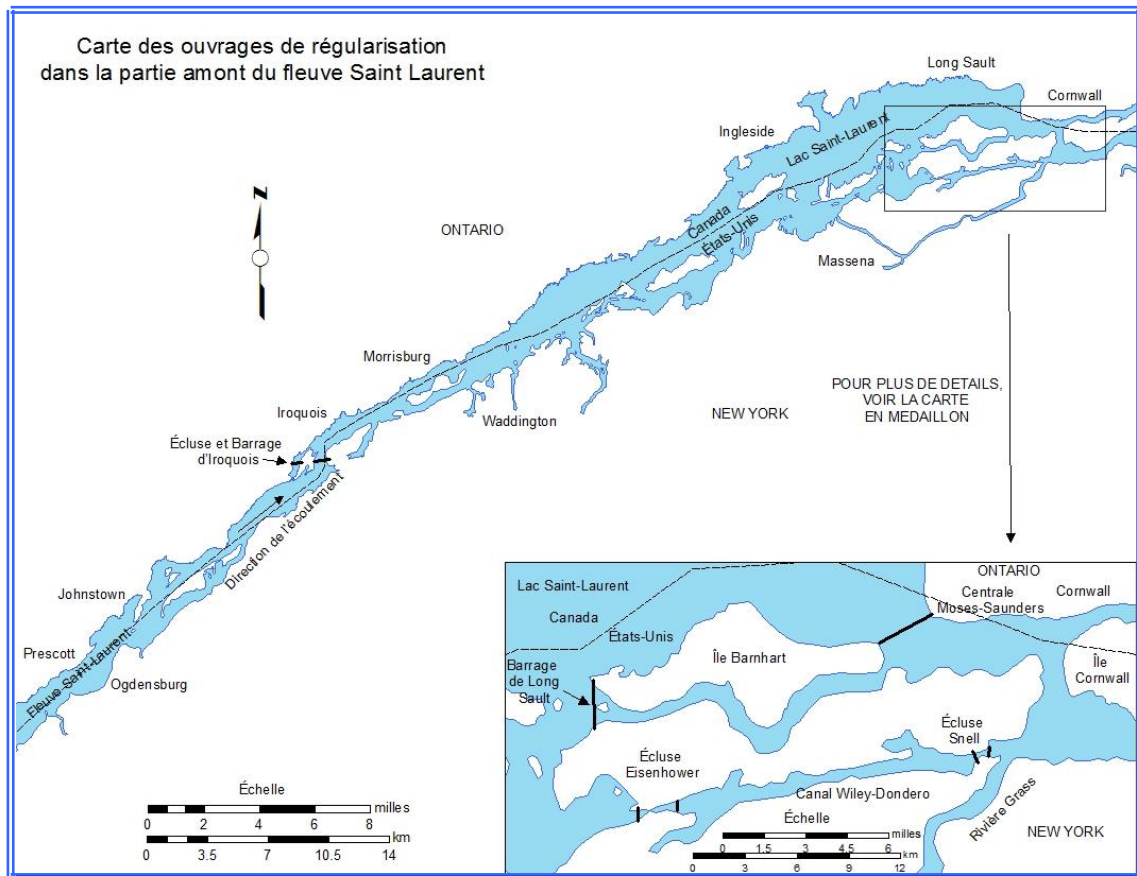 Carte des ouvrages de régularisation
dans la partie amont du fleuve Saint Laurent
Long Sault
Cornwall
Ingleside
Lac Saint-Laurent
N
ONTARIO
Canada
États-Unis
Massena
Morrisburg
POUR PLUS DE DETAILS,
VOIR LA CARTE
EN MEDAILLON
NEW YORK
Iroquois
Waddington
Écluse et Barrage
d'Iroquois
Direction de l'écoulement
Johnstown
Prescott
Fleuve Saint-Laurent
Ogdensburg
Échelle
milles
0 2 4 6 8
km
0 3.5 7 10.5 14
ONTARIO
Lac Saint-Laurent
Centrale
Moses-Saunders
Cornwall
Canada
États-Unis
Île Barnhart
Île
Cornwall
Barrage
de Long
Sault
Écluse
Snell
Écluse
Eisenhower
Canal Wiley-Dondero
Rivière Grass
NEW YORK
Échelle
milles
0 1.5 3 4.5 6
km
0 3 6 9 12